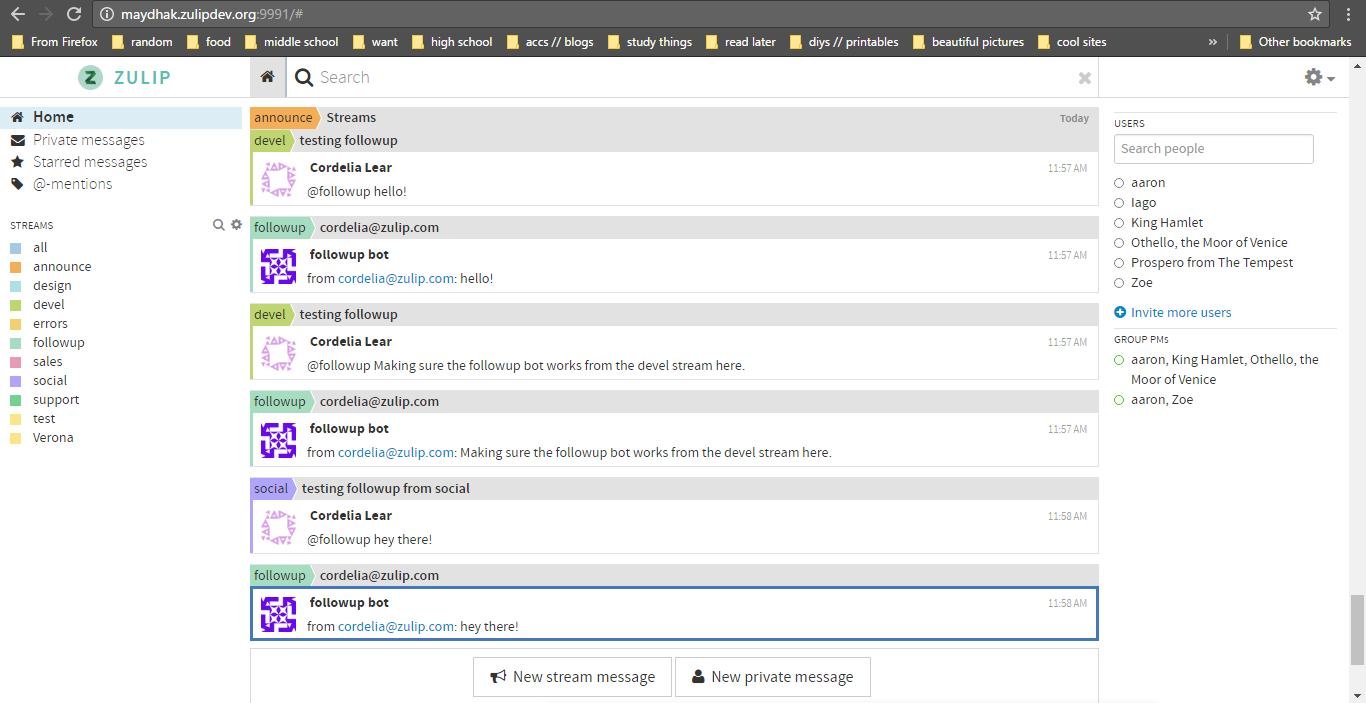 maydhak.zulipdev.org:9991/#
From Firefox random food middle school want high school accs // blogs study things read later diys // printables beautiful pictures cool sites » Other bookmarks
Z ZULIP
Search
Home
Private messages
Starred messages
@-mentions
STREAMS
all
announce
design
devel
errors
followup
sales
social
support
test
Verona
announce Streams Today
devel testing followup
Cordelia Lear 11:57 AM
@followup hello!
followup cordelia@zulip.com
followup bot 11:57 AM
from cordelia@zulip.com: hello!
devel testing followup
Cordelia Lear 11:57 AM
@followup Making sure the followup bot works from the devel stream here.
followup cordelia@zulip.com
followup bot 11:57 AM
from cordelia@zulip.com: Making sure the followup bot works from the devel stream here.
social testing followup from social
Cordelia Lear 11:58 AM
@followup hey there!
followup cordelia@zulip.com
followup bot 11:58 AM
from cordelia@zulip.com: hey there!
New stream message New private message
USERS
Search people
aaron
Iago
King Hamlet
Othello, the Moor of Venice
Prospero from The Tempest
Zoe
Invite more users
GROUP PMs
aaron, King Hamlet, Othello, the
Moor of Venice
aaron, Zoe